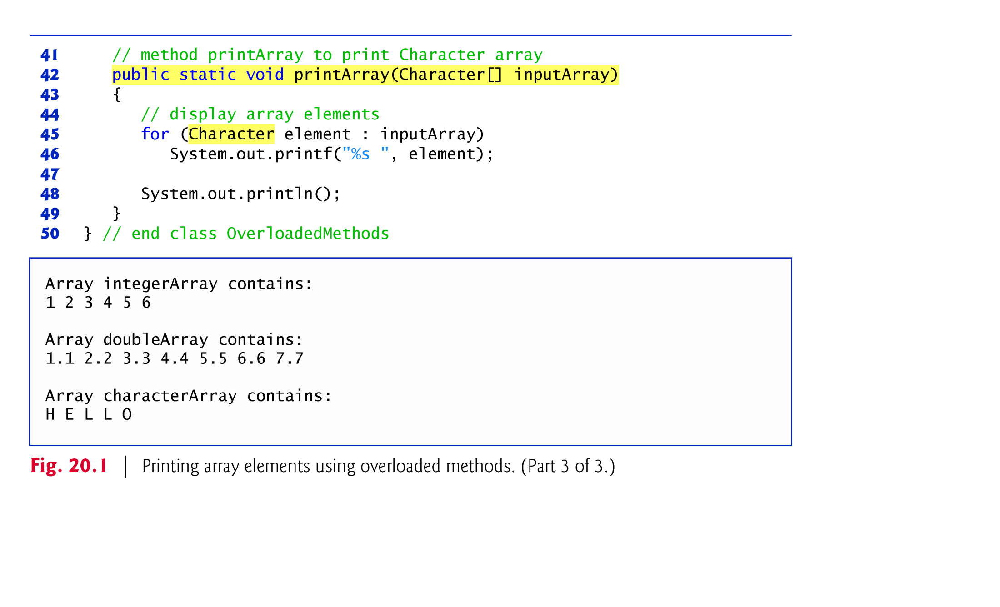 41 // method printArray to print Character array
42 public static void printArray(Character[] inputArray)
43 {
44 // display array elements
45 for (Character element : inputArray)
46 System.out.printf("%s ", element);
47
48 System.out.println();
49 }
50 } // end class OverloadedMethods
Array integerArray contains:
1 2 3 4 5 6
Array doubleArray contains:
1.1 2.2 3.3 4.4 5.5 6.6 7.7
Array characterArray contains:
H E L L O
Fig. 20.1 | Printing array elements using overloaded methods. (Part 3 of 3.)